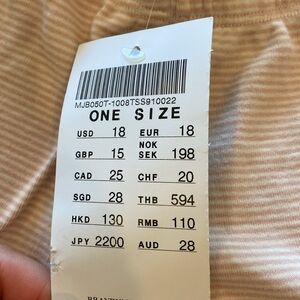 MJB050T-1008TSS910022
ONE SIZE
USD 18 EUR 18
GBP 15 NOK SEK 198
CAD 25 CHF 20
SGD 28 THB 594
HKD 130 RMB 110
JPY 2200 AUD 28